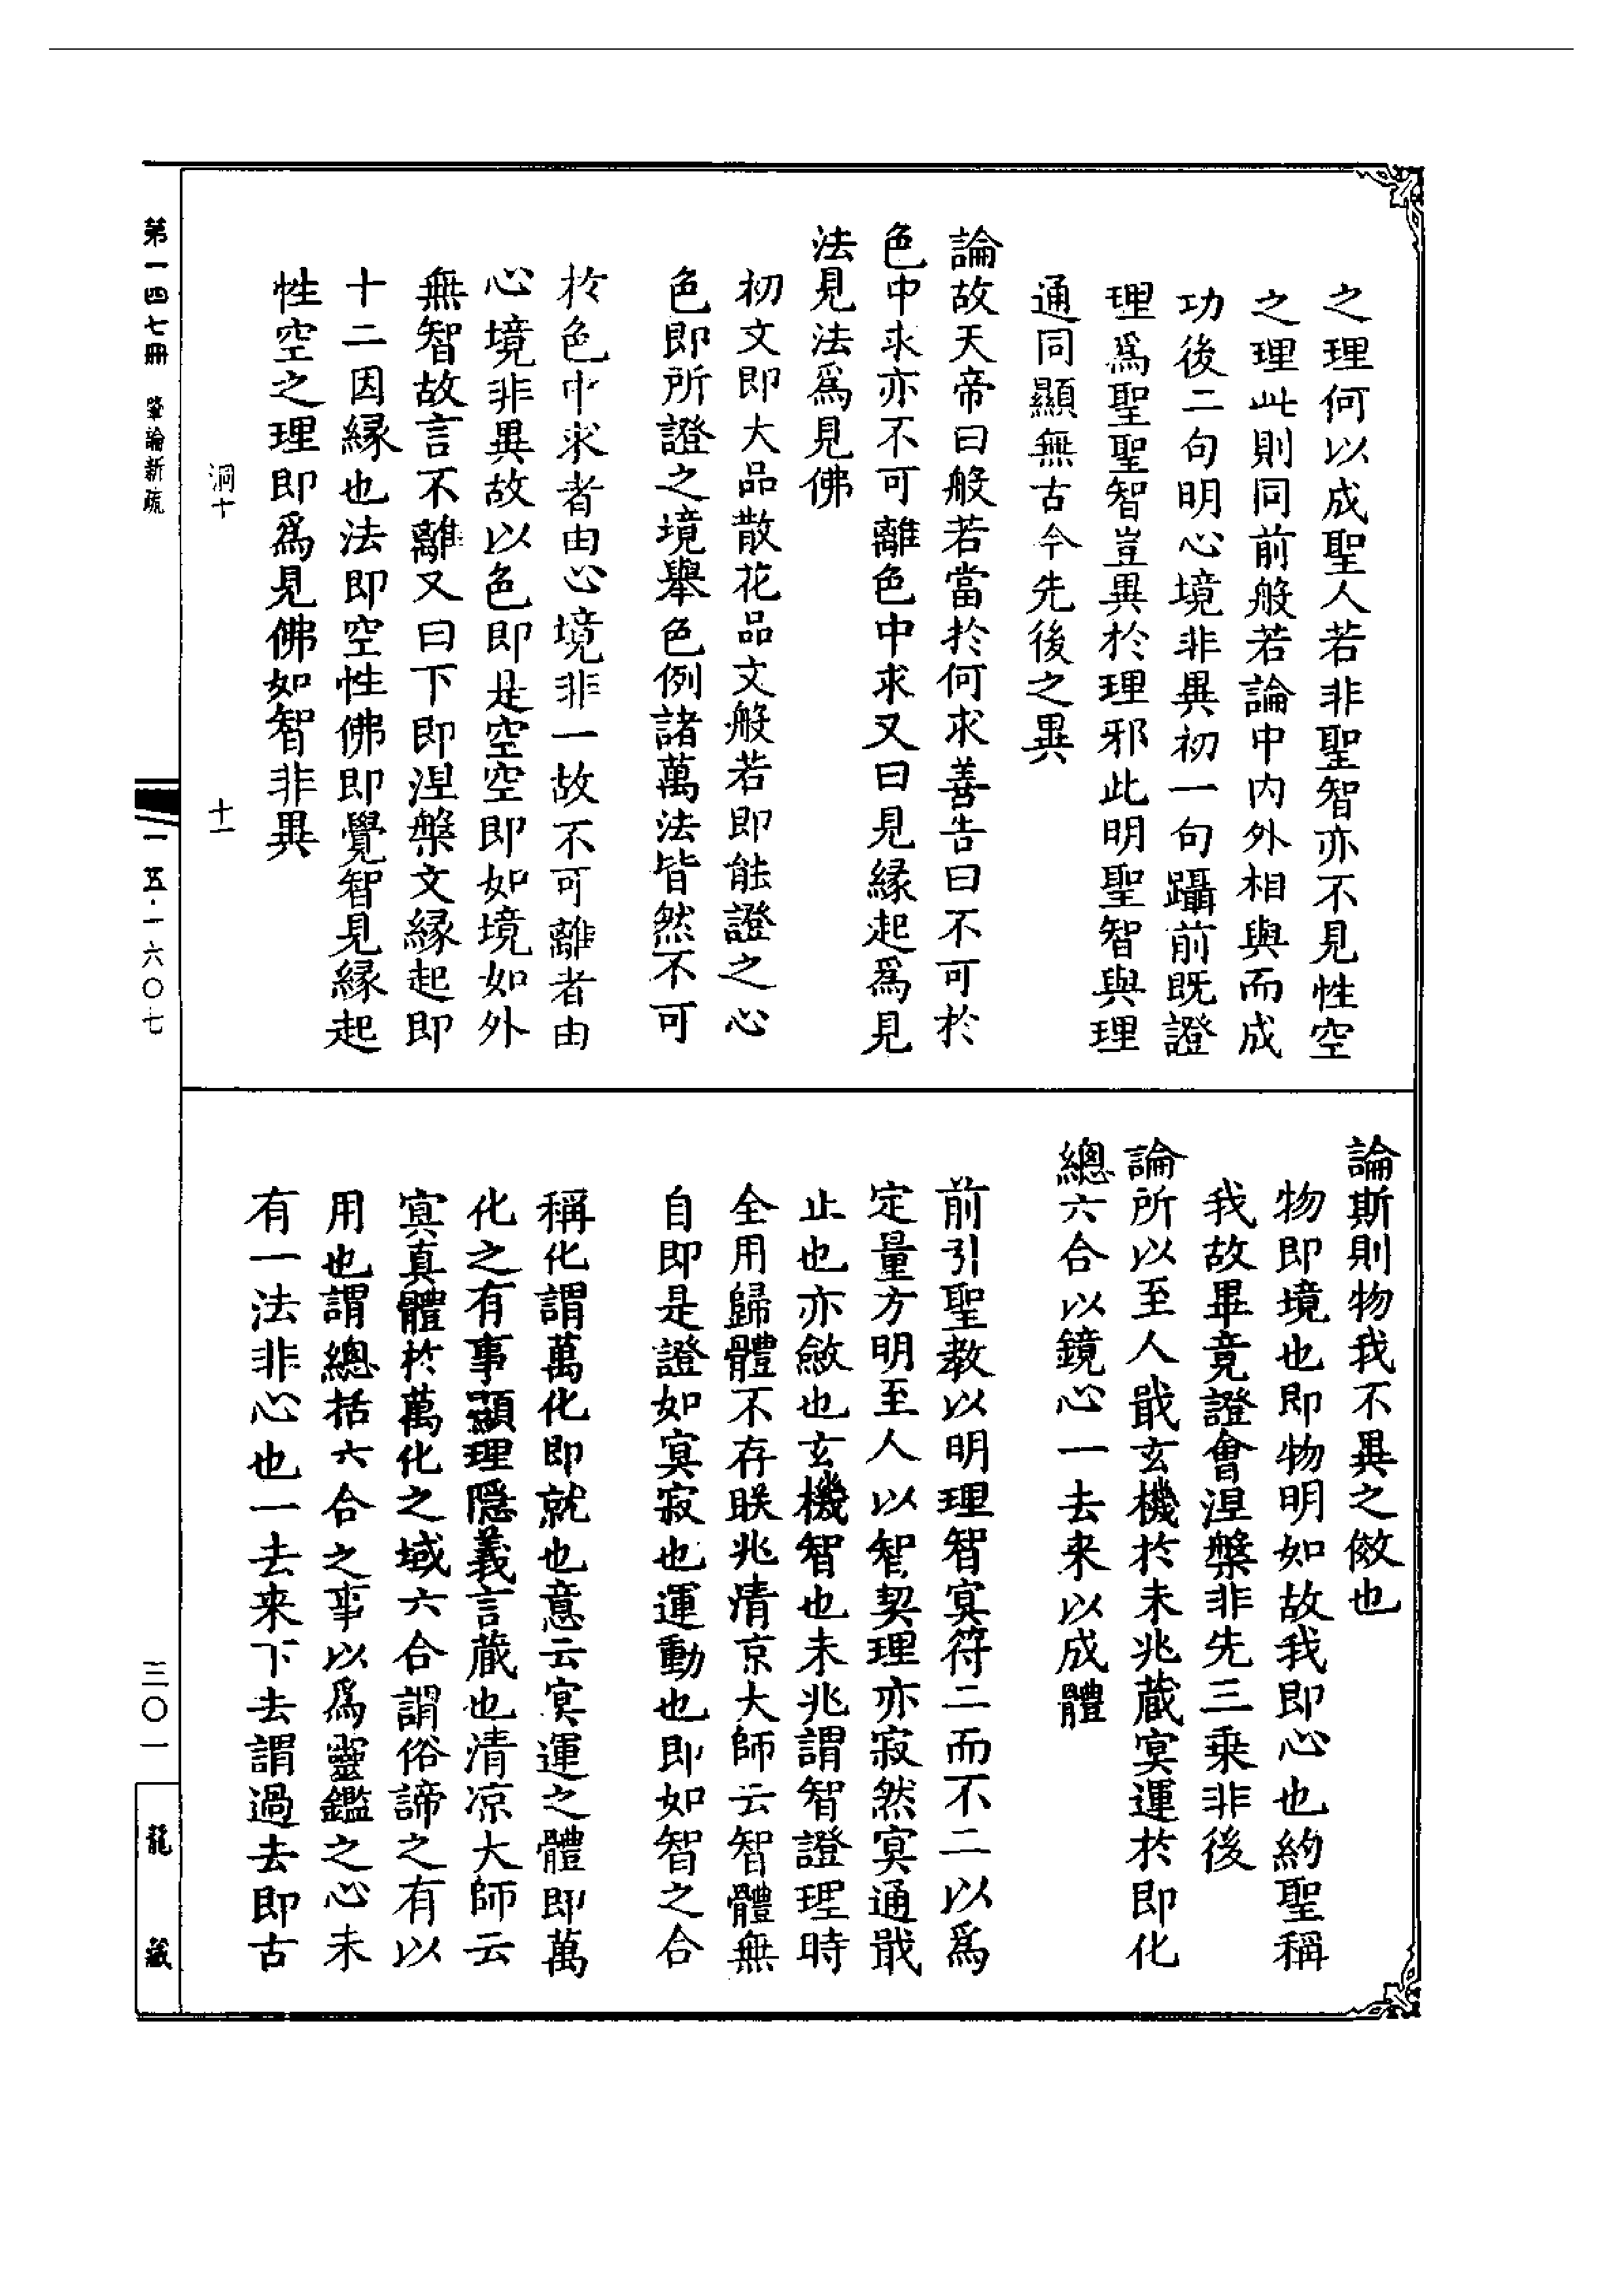 之理何以成聖人若非聖智亦不見性空
之理此則同前般若論中内外相與而成
功後二句明心境非異初一句躡前既證
理爲聖聖智豈異於理邪此明聖智與理
通同顯無古今先後之異
論故天帝曰般若當於何求善吉曰不可於
色中求亦不可離色中求又曰見縁起爲見
法見法爲見佛
初文即大品散花品文般若即能證之心
色即所證之境舉色例諸萬法皆然不可
於色中求者由心境非一故不可離者由
心境非異故以色即是空空即如境如外
無智故言不離又曰下即涅槃文縁起即
十二因縁也法即空性佛即覺智見縁起
性空之理即爲見佛如智非異
洞十
十一
論斯則物我不異之傚也
物即境也即物明如故我即心也約聖稱
我故畢竟證會涅槃非先三乗非後
論所以至人戢玄機於未兆蔵冥運於即化
總六合以鏡心一去来以成體
前引聖教以明理智冥符二而不二以爲
定量方明至人以智契理亦寂然冥通戢
止也亦斂也玄機智也未兆謂智證理時
全用歸體不存朕兆清京大師云智體無
自即是證如冥寂也運動也即如智之合
稱化謂萬化即就也意云冥運之體即萬
化之有事顯理隱義言蔵也清凉大師云
冥真體於萬化之域六合謂俗諦之有以
用也謂總括六合之事以爲靈鑑之心未
有一法非心也一去来下去謂過去即古
第一四七冊 肇論新疏
一五·一六〇七
三〇一
龍藏